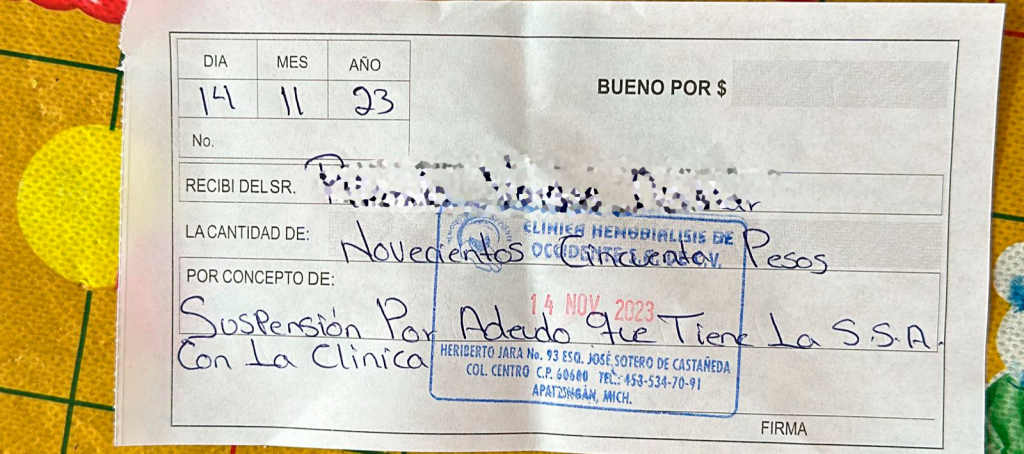 DIA MES AÑO
14 11 23
BUENO POR $
No.
RECIBI DEL SR.
LA CANTIDAD DE: Novecientos Cincuenta Pesos
POR CONCEPTO DE:
Suspensión Por Adeudo que Tiene La S.S.A.
Con La Clinica
CLINICA HEMODIALISIS DE
OCCIDENTE
14 NOV. 2023
HERIBERTO JARA No. 93 ESQ. JOSÉ SOTERO DE CASTAÑEDA
COL. CENTRO C.P. 60600 TEL.: 453-534-70-91
APATZINGÁN, MICH.
FIRMA